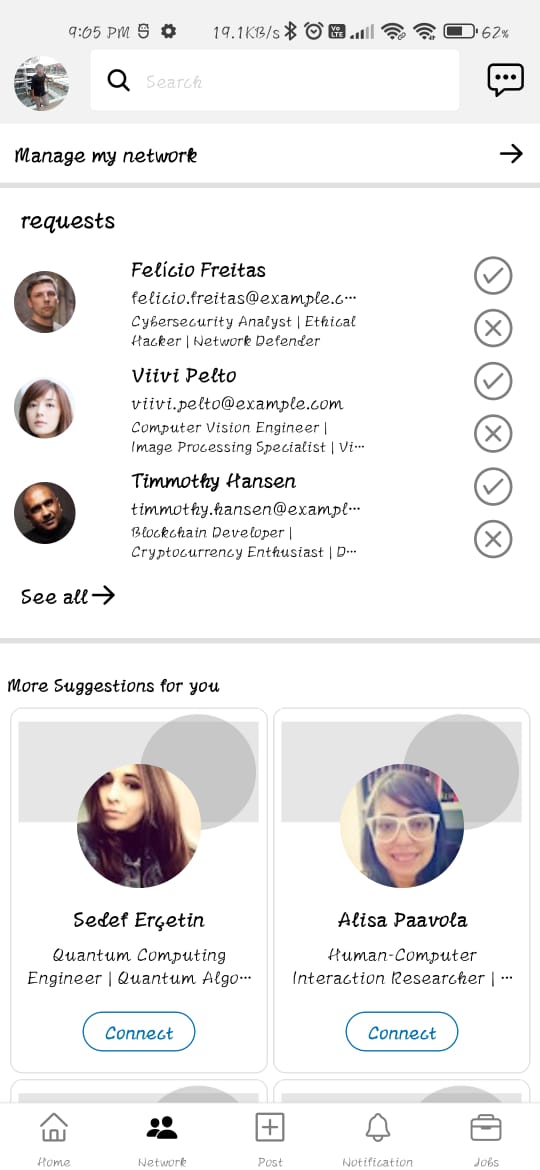 9:05 PM 19.1KB/s Vo LTE 62%
Search
Manage my network
requests
Felício Freitas
felicio.freitas@example.c...
Cybersecurity Analyst | Ethical
Hacker | Network Defender
Viivi Pelto
viivi.pelto@example.com
Computer Vision Engineer |
Image Processing Specialist | Vi...
Timmothy Hansen
timmothy.hansen@exampl...
Blockchain Developer |
Cryptocurrency Enthusiast | D...
See all
More Suggestions for you
Sedef Erçetin
Quantum Computing
Engineer | Quantum Algo...
Connect
Alisa Paavola
Human-Computer
Interaction Researcher | ...
Connect
Home
Network
Post
Notification
Jobs